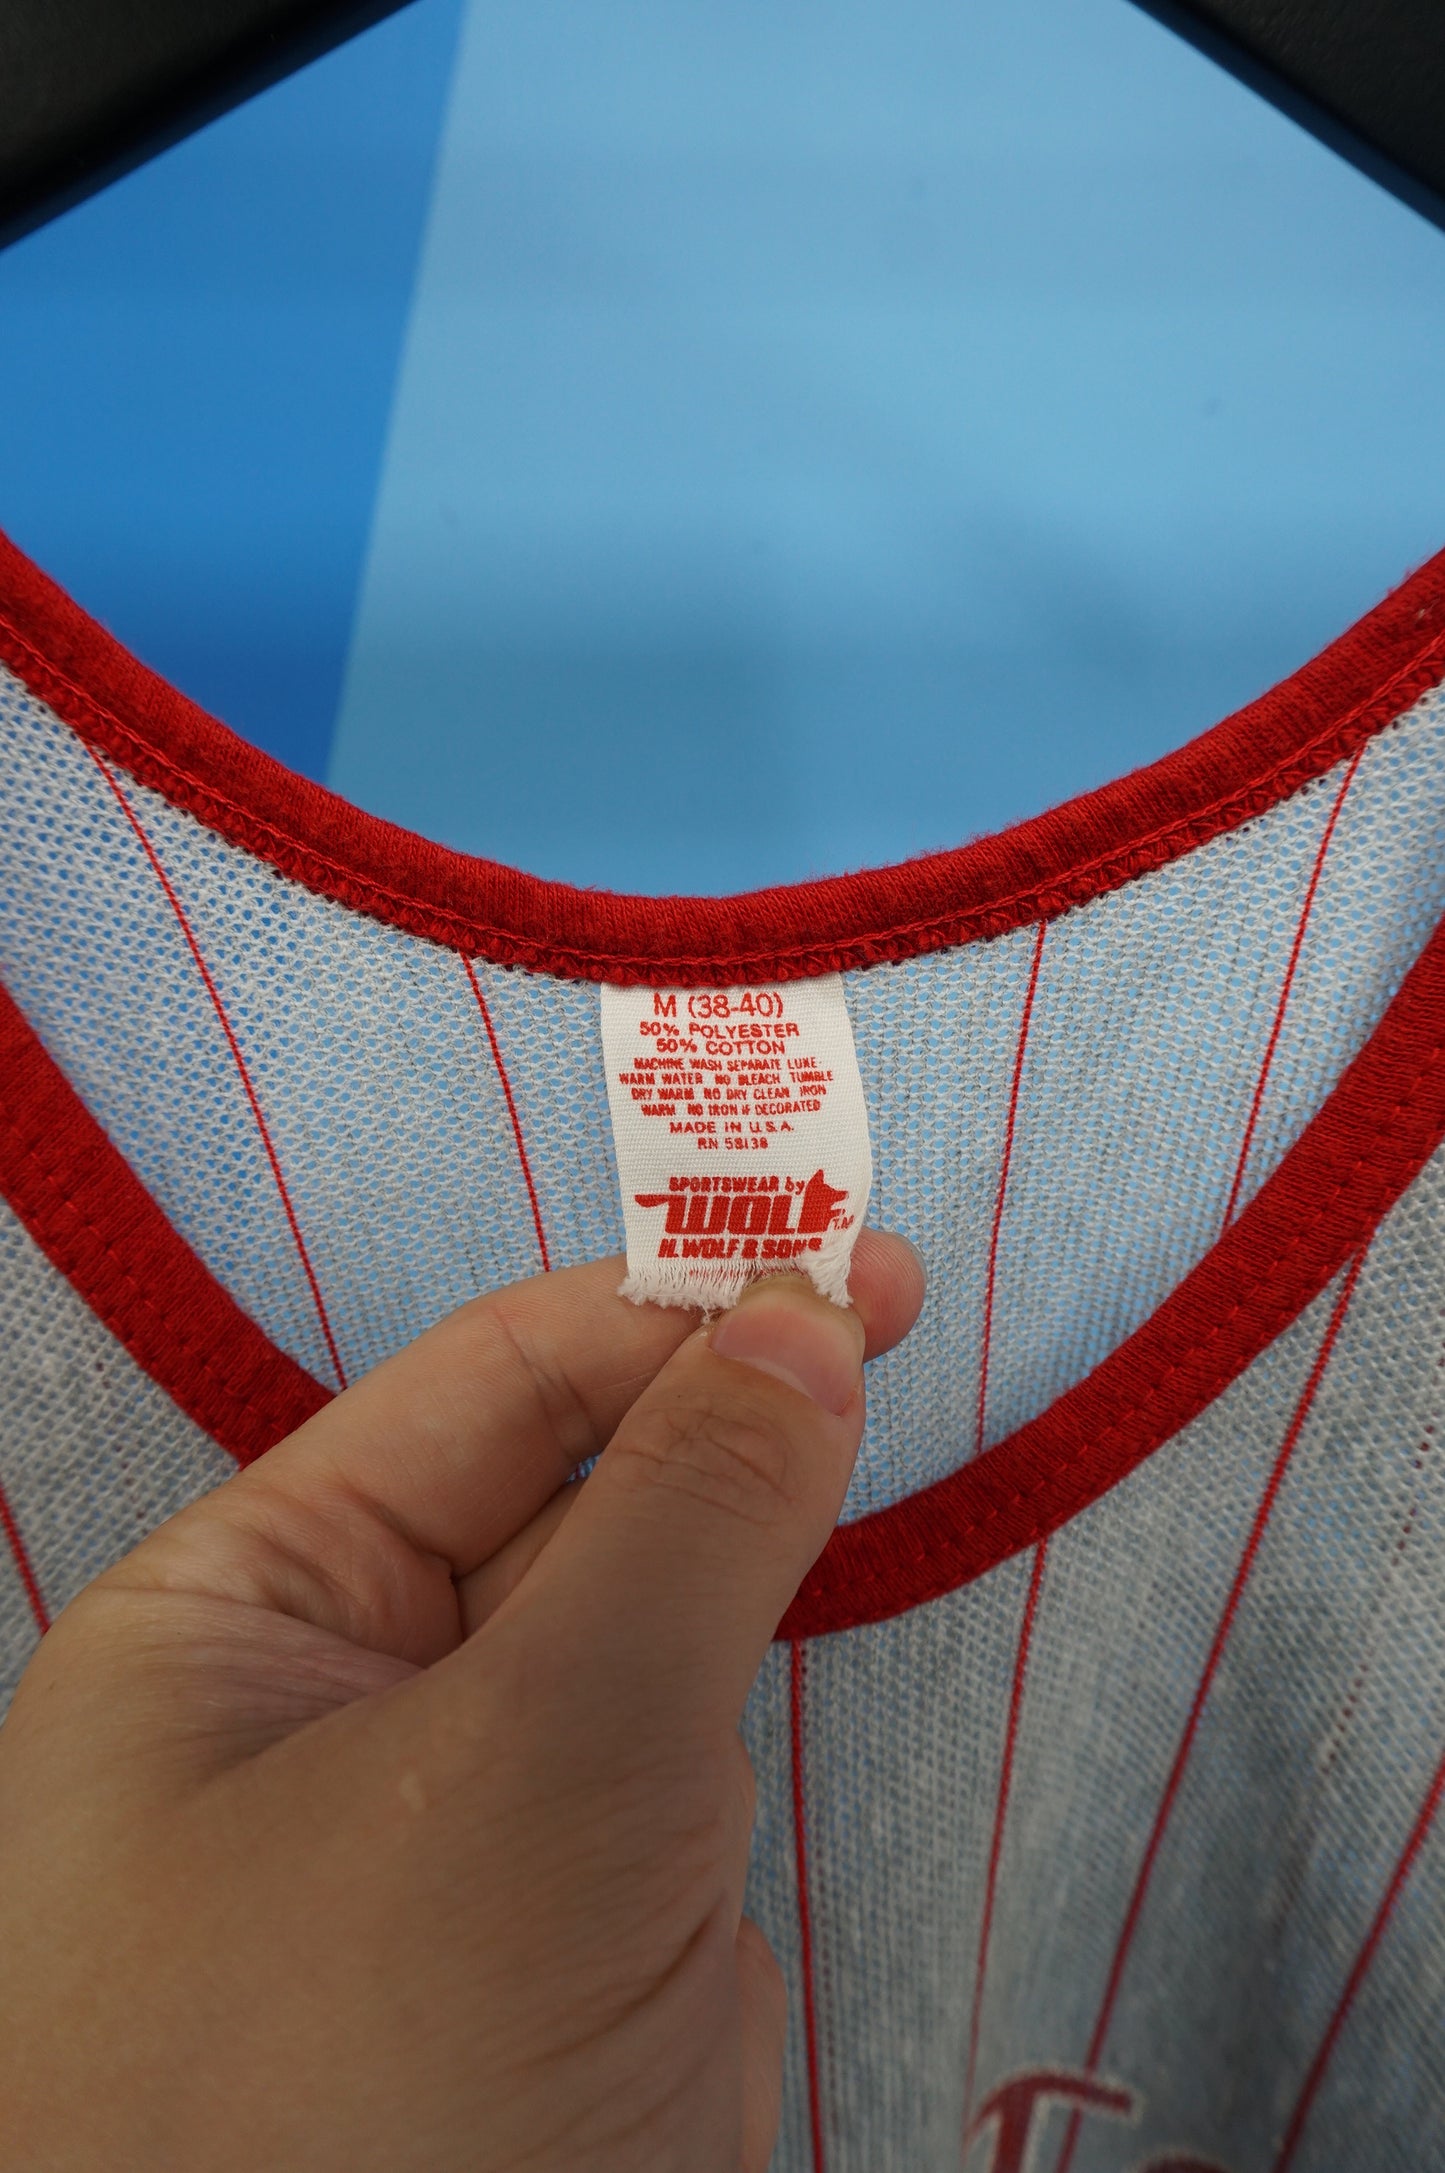 M (38-40)
50% POLYESTER
50% COTTON
MACHINE WASH SEPARATE LUKE
WARM WATER NO BLEACH TUMBLE
DRY WARM NO DRY CLEAN IRON
WARM NO IRON IF DECORATED
MADE IN U.S.A.
RN 58138
SPORTSWEAR by
WOLF T.M.
H. WOLF & SONS